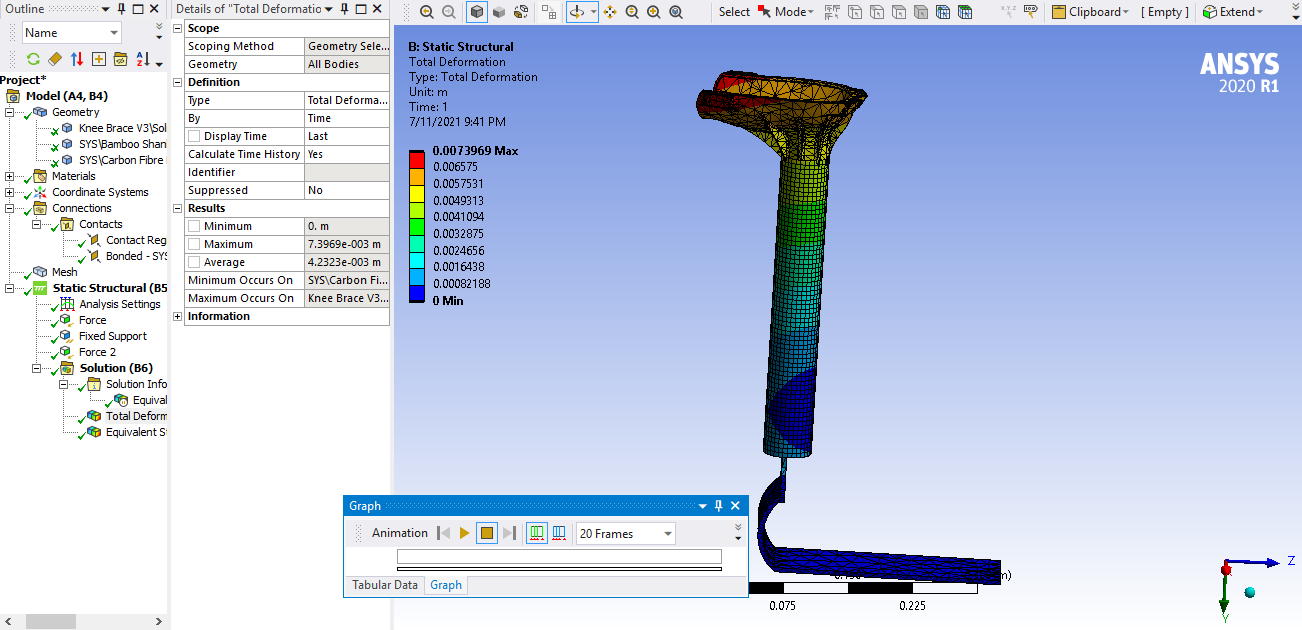 Outline
Name
Project*
Model (A4, B4)
Geometry
Knee Brace V3\Sol
SYS\Bamboo Shan
SYS\Carbon Fibre
Materials
Coordinate Systems
Connections
Contacts
Contact Reg
Bonded - SYS
Mesh
Static Structural (B5
Analysis Settings
Force
Fixed Support
Force 2
Solution (B6)
Solution Info
Equival
Total Deform
Equivalent S
Details of "Total Deformatio
Scope
Scoping Method Geometry Sele...
Geometry All Bodies
Definition
Type Total Deforma...
By Time
Display Time Last
Calculate Time History Yes
Identifier
Suppressed No
Results
Minimum 0. m
Maximum 7.3969e-003 m
Average 4.2323e-003 m
Minimum Occurs On SYS\Carbon Fi...
Maximum Occurs On Knee Brace V3...
Information
Select Mode Clipboard [ Empty ] Extend
B: Static Structural
Total Deformation
Type: Total Deformation
Unit: m
Time: 1
7/11/2021 9:41 PM
0.0073969 Max
0.006575
0.0057531
0.0049313
0.0041094
0.0032875
0.0024656
0.0016438
0.00082188
0 Min
ANSYS
2020 R1
Graph
Animation 20 Frames
Tabular Data Graph
0.075 0.225
Z
Y